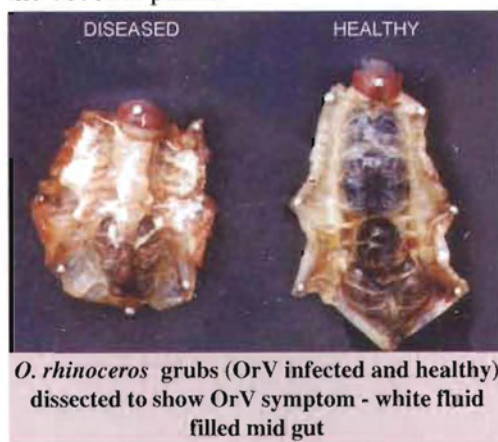 DISEASED HEALTHY
O. rhinoceros grubs (OrV infected and healthy)
dissected to show OrV symptom - white fluid
filled mid gut